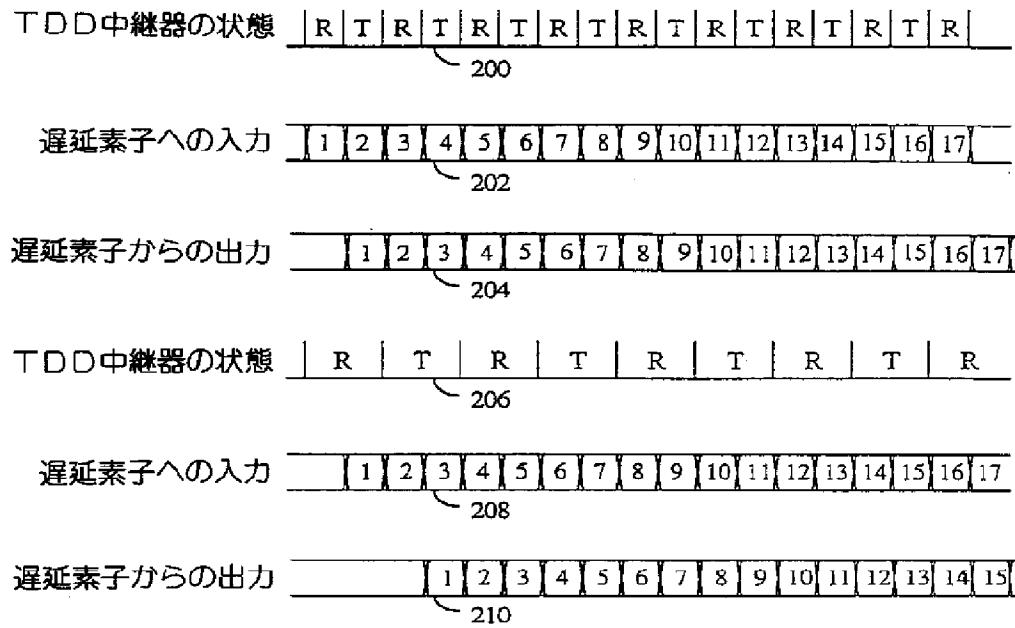 TDD中継器の状態 R T R T R T R T R T R T R T R T R
200
遅延素子への入力 1 2 3 4 5 6 7 8 9 10 11 12 13 14 15 16 17
202
遅延素子からの出力 1 2 3 4 5 6 7 8 9 10 11 12 13 14 15 16 17
204
TDD中継器の状態 R T R T R T R T R
206
遅延素子への入力 1 2 3 4 5 6 7 8 9 10 11 12 13 14 15 16 17
208
遅延素子からの出力 1 2 3 4 5 6 7 8 9 10 11 12 13 14 15
210